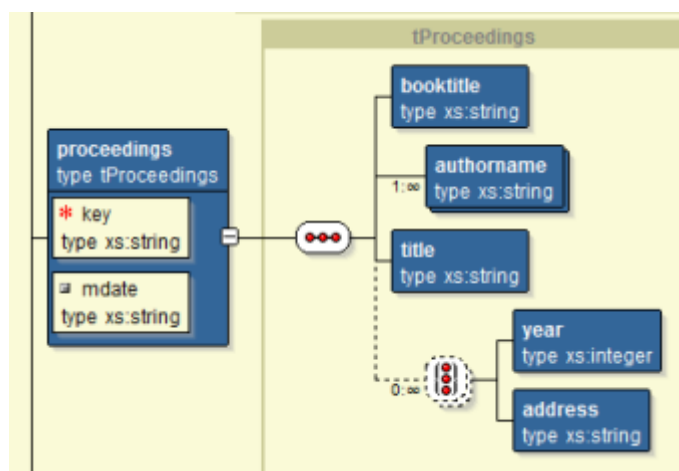 tProceedings
proceedings
type tProceedings
* key
type xs:string
mdate
type xs:string
booktitle
type xs:string
1:∞
authorname
type xs:string
title
type xs:string
0:∞
year
type xs:integer
address
type xs:string